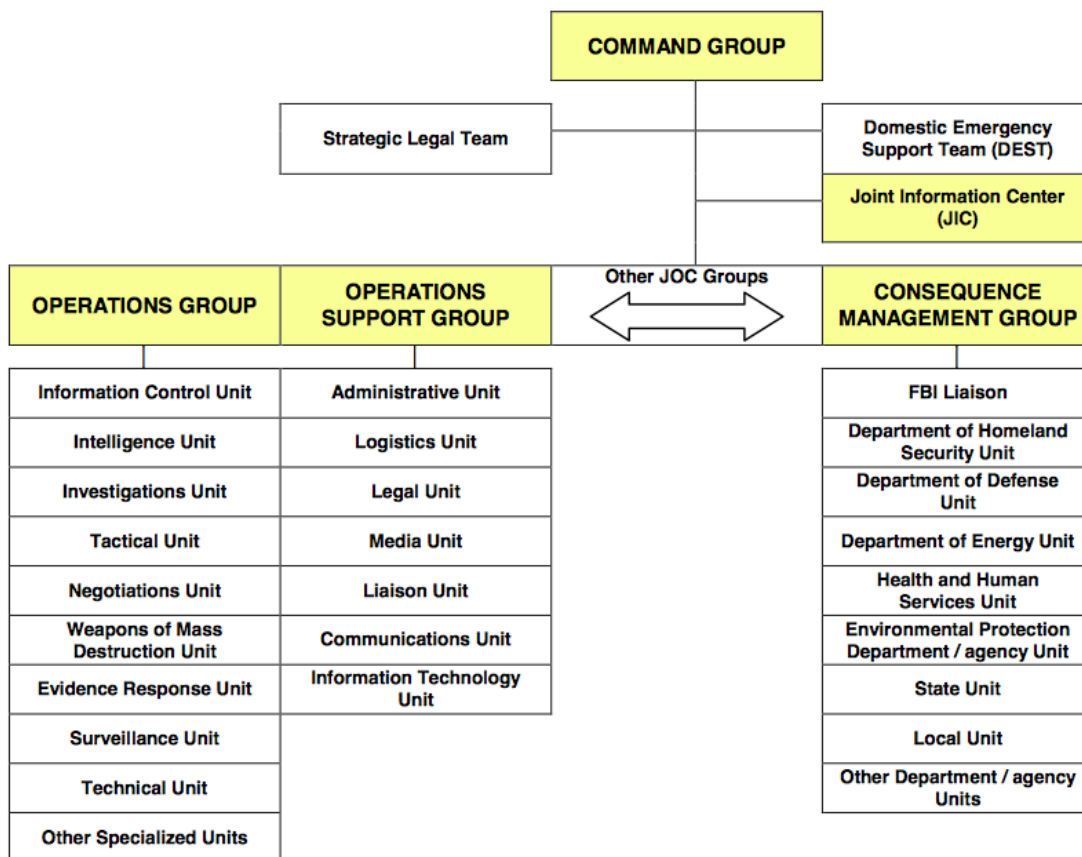 COMMAND GROUP
Strategic Legal Team
Domestic Emergency
Support Team (DEST)
Joint Information Center
(JIC)
OPERATIONS GROUP
OPERATIONS
SUPPORT GROUP
Other JOC Groups
CONSEQUENCE
MANAGEMENT GROUP
Information Control Unit
Intelligence Unit
Investigations Unit
Tactical Unit
Negotiations Unit
Weapons of Mass
Destruction Unit
Evidence Response Unit
Surveillance Unit
Technical Unit
Other Specialized Units
Administrative Unit
Logistics Unit
Legal Unit
Media Unit
Liaison Unit
Communications Unit
Information Technology
Unit
FBI Liaison
Department of Homeland
Security Unit
Department of Defense
Unit
Department of Energy Unit
Health and Human
Services Unit
Environmental Protection
Department / agency Unit
State Unit
Local Unit
Other Department / agency
Units